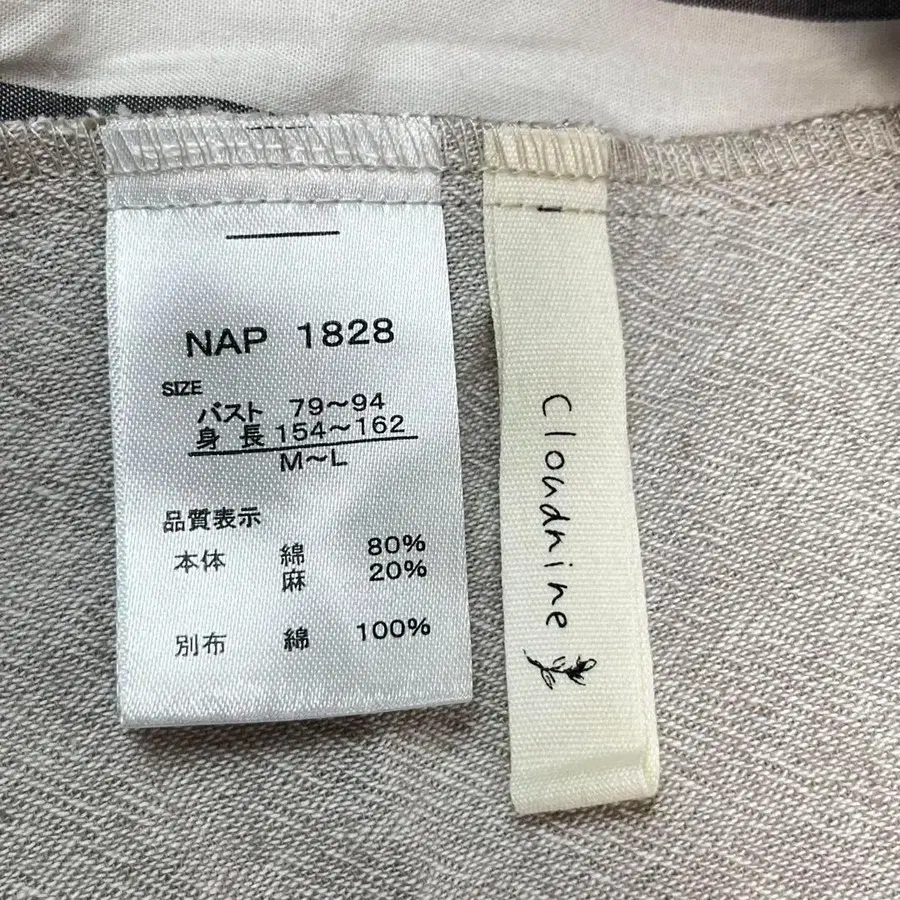 NAP 1828
SIZE
バスト 79～94
身長 154～162
M～L
品質表示
本体 綿 80%
麻 20%
別布 綿 100%
Cloudnine